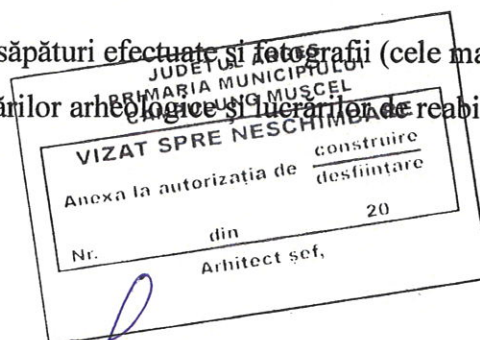 săpături efectuate și fotografii (cele ma
ărilor arheologice și lucrărilor de reabi
JUDEȚUL ARGEȘ
PRIMĂRIA MUNICIPIULUI
CÂMPULUNG MUSCEL
VIZAT SPRE NESCHIMBARE
Anexa la autorizația de construire
desființare
Nr. din 20
Arhitect șef,